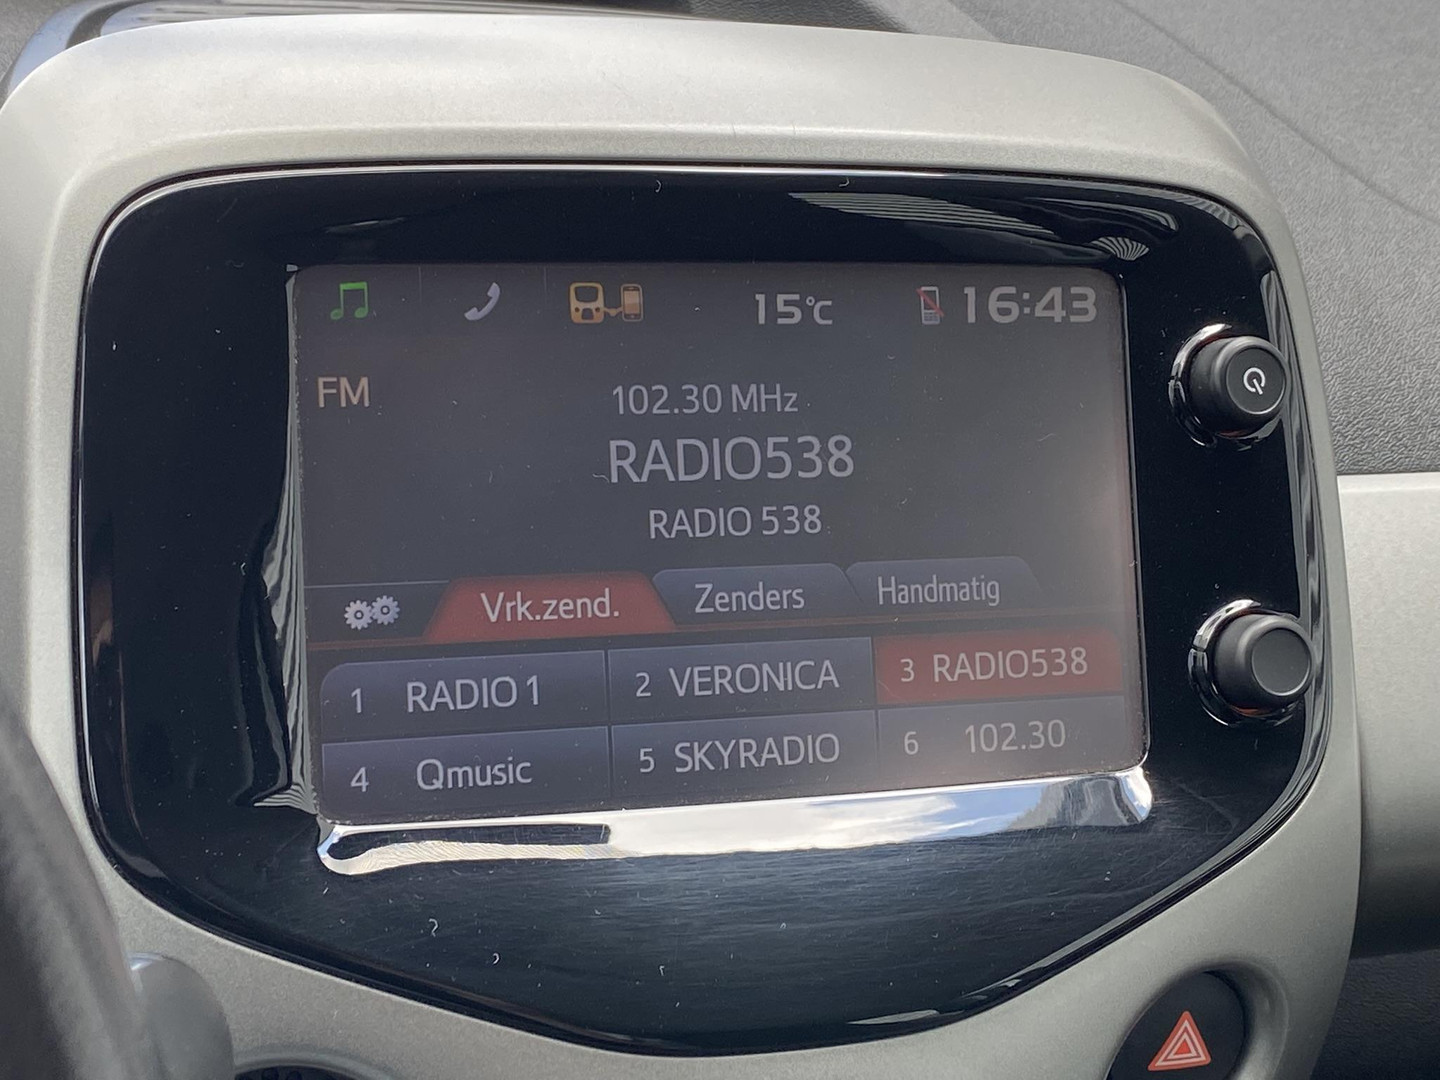 15°C 16:43
FM
102.30 MHz
RADIO538
RADIO 538
Vrk.zend. Zenders Handmatig
1 RADIO 1 2 VERONICA 3 RADIO538
4 Qmusic 5 SKYRADIO 6 102.30